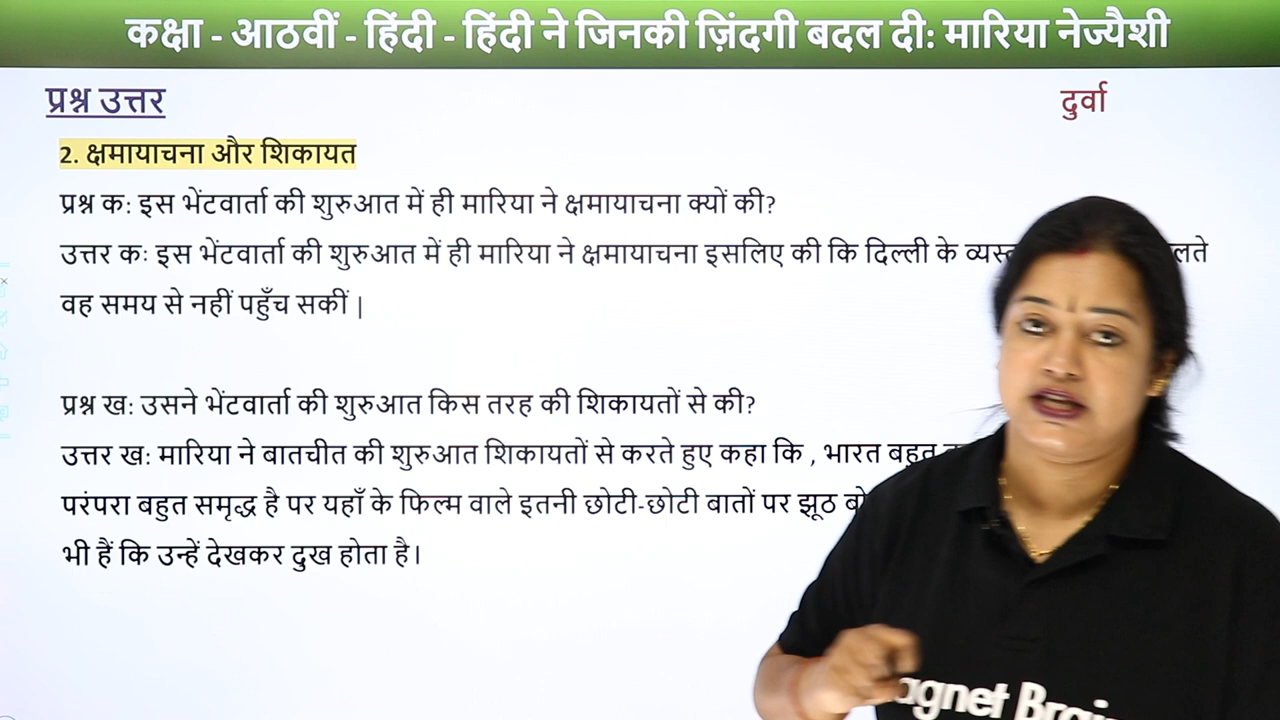 कक्षा - आठवीं - हिंदी - हिंदी ने जिनकी ज़िंदगी बदल दी: मारिया नेज्यैशी
प्रश्न उत्तर
दुर्वा
2. क्षमायाचना और शिकायत
प्रश्न क: इस भेंटवार्ता की शुरुआत में ही मारिया ने क्षमायाचना क्यों की?
उत्तर क: इस भेंटवार्ता की शुरुआत में ही मारिया ने क्षमायाचना इसलिए की कि दिल्ली के
वह समय से नहीं पहुँच सकीं |
प्रश्न ख: उसने भेंटवार्ता की शुरुआत किस तरह की शिकायतों से की?
उत्तर ख: मारिया ने बातचीत की शुरुआत शिकायतों से करते हुए कहा कि , भारत बहुत
परंपरा बहुत समृद्ध है पर यहाँ के फिल्म वाले इतनी छोटी-छोटी बातों पर झूठ
भी हैं कि उन्हें देखकर दुख होता है।